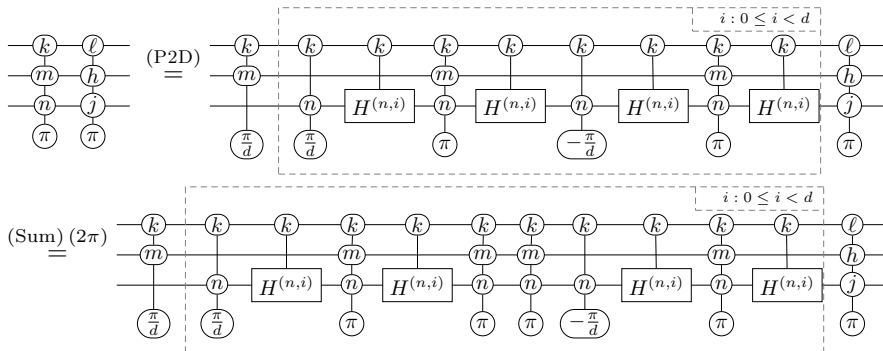 i : 0 ≤ i < d
k ℓ (P2D) k k k k k k k k k ℓ
m h = m m m h
n j n H^{(n,i)} n H^{(n,i)} n H^{(n,i)} n H^{(n,i)} j
π π π/d π/d π −π/d π π
i : 0 ≤ i < d
(Sum) (2π) k k k k k k k k k k ℓ
= m m m m m h
n H^{(n,i)} n H^{(n,i)} n n n H^{(n,i)} n H^{(n,i)} j
π/d π/d π π π −π/d π π